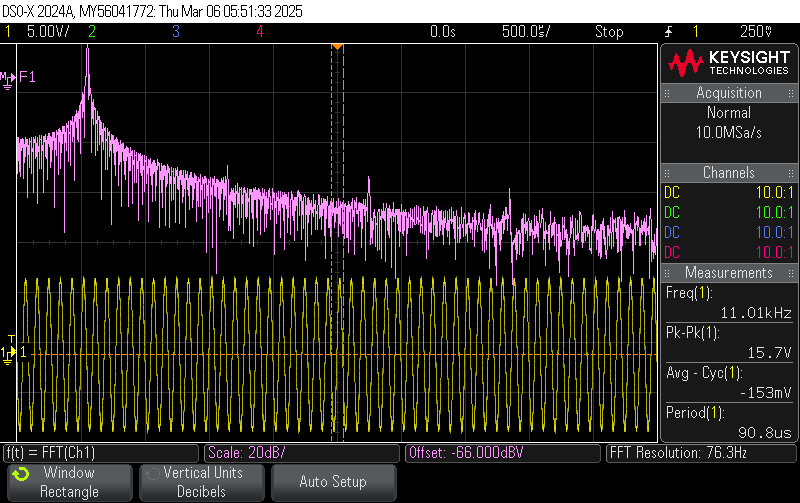 DSO-X 2024A, MY56041772: Thu Mar 06 05:51:33 2025
1 5.00V/ 2 3 4 0.0s 500.0us/ Stop 1 250mV
M F1
KEYSIGHT
TECHNOLOGIES
Acquisition
Normal
10.0MSa/s
Channels
DC 10.0:1
DC 10.0:1
DC 10.0:1
DC 10.0:1
Measurements
Freq(1):
11.01kHz
Pk-Pk(1):
15.7V
Avg - Cyc(1):
-153mV
Period(1):
90.8us
T
1 1
f(t) = FFT(Ch1) Scale: 20dB/ Offset: -66.000dBV FFT Resolution: 76.3Hz
Window
Rectangle
Vertical Units
Decibels
Auto Setup